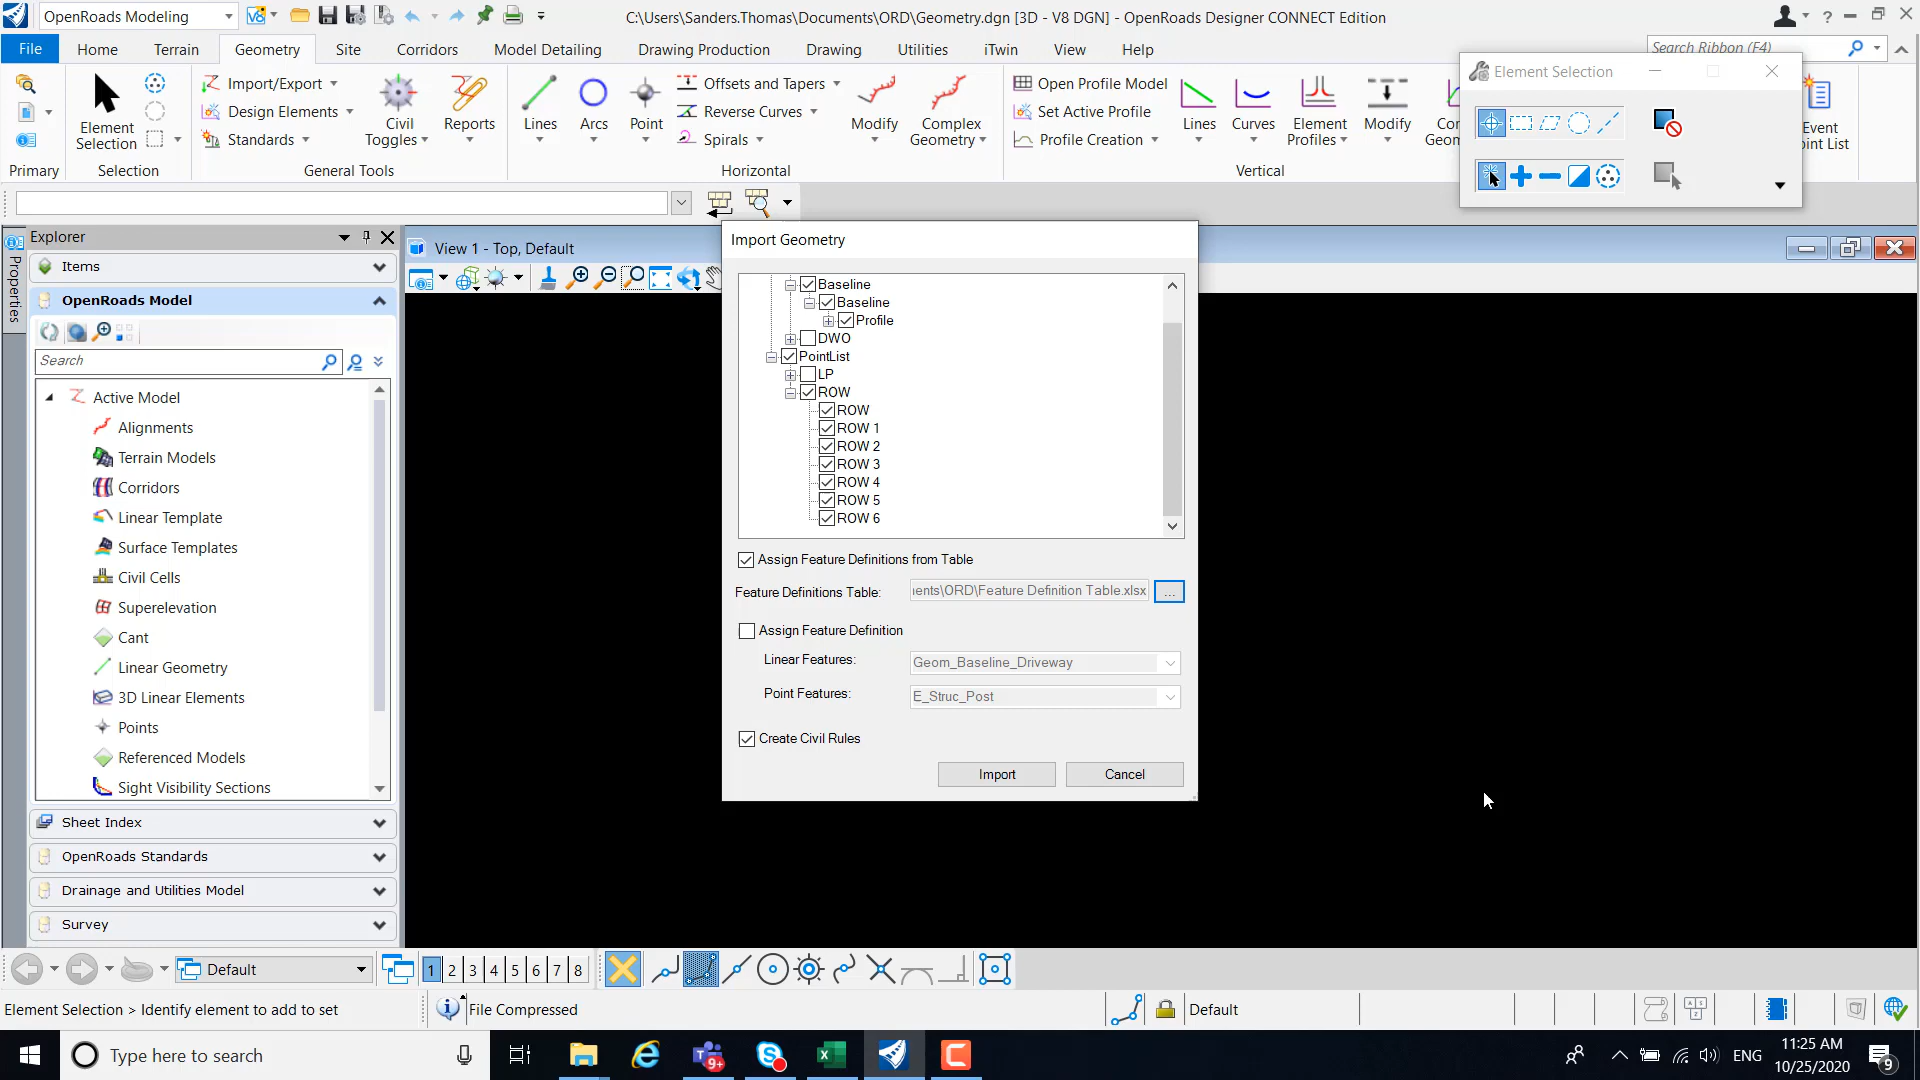 OpenRoads Modeling
C:\Users\Sanders.Thomas\Documents\ORD\Geometry.dgn [3D - V8 DGN] - OpenRoads Designer CONNECT Edition
File Home Terrain Geometry Site Corridors Model Detailing Drawing Production Drawing Utilities iTwin View Help
Search Ribbon (F4)
Element Selection
Import/Export
Design Elements
Standards
Element Selection
Civil Toggles
Reports
Lines
Arcs
Point
Offsets and Tapers
Reverse Curves
Spirals
Modify
Complex Geometry
Open Profile Model
Set Active Profile
Profile Creation
Lines
Curves
Element Profiles
Modify
Co
Geom
Event
oint List
Primary
Selection
General Tools
Horizontal
Vertical
Properties
Explorer
Items
OpenRoads Model
Search
Active Model
Alignments
Terrain Models
Corridors
Linear Template
Surface Templates
Civil Cells
Superelevation
Cant
Linear Geometry
3D Linear Elements
Points
Referenced Models
Sight Visibility Sections
Sheet Index
OpenRoads Standards
Drainage and Utilities Model
Survey
View 1 - Top, Default
Import Geometry
Baseline
Baseline
Profile
DWO
PointList
LP
ROW
ROW
ROW 1
ROW 2
ROW 3
ROW 4
ROW 5
ROW 6
Assign Feature Definitions from Table
Feature Definitions Table: ents\ORD\Feature Definition Table.xlsx ...
Assign Feature Definition
Linear Features: Geom_Baseline_Driveway
Point Features: E_Struc_Post
Create Civil Rules
Import Cancel
Default 1 2 3 4 5 6 7 8
Element Selection > Identify element to add to set
File Compressed
Default
Type here to search
9+
ENG
11:25 AM
10/25/2020
9